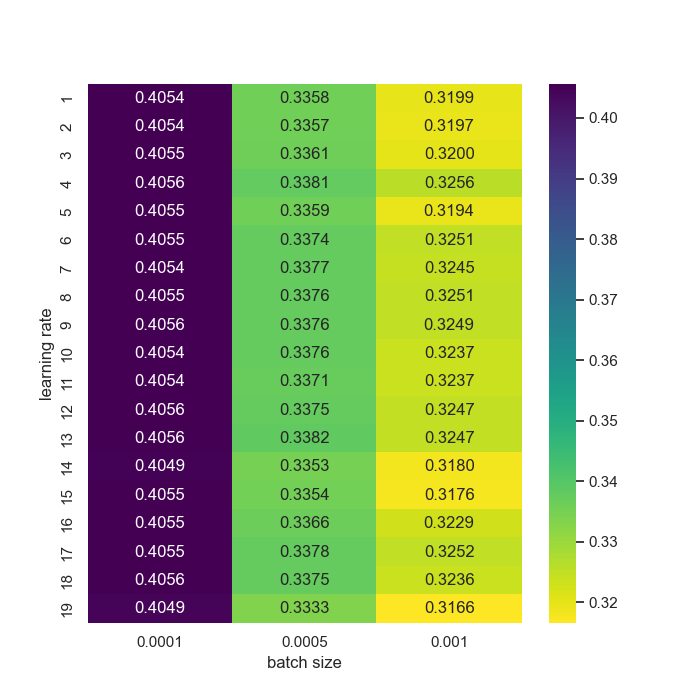 1 0.4054 0.3358 0.3199
2 0.4054 0.3357 0.3197
3 0.4055 0.3361 0.3200
4 0.4056 0.3381 0.3256
5 0.4055 0.3359 0.3194
6 0.4055 0.3374 0.3251
7 0.4054 0.3377 0.3245
8 0.4055 0.3376 0.3251
9 0.4056 0.3376 0.3249
10 0.4054 0.3376 0.3237
11 0.4054 0.3371 0.3237
12 0.4056 0.3375 0.3247
13 0.4056 0.3382 0.3247
14 0.4049 0.3353 0.3180
15 0.4055 0.3354 0.3176
16 0.4055 0.3366 0.3229
17 0.4055 0.3378 0.3252
18 0.4056 0.3375 0.3236
19 0.4049 0.3333 0.3166
0.0001 0.0005 0.001
batch size
learning rate
0.40
0.39
0.38
0.37
0.36
0.35
0.34
0.33
0.32